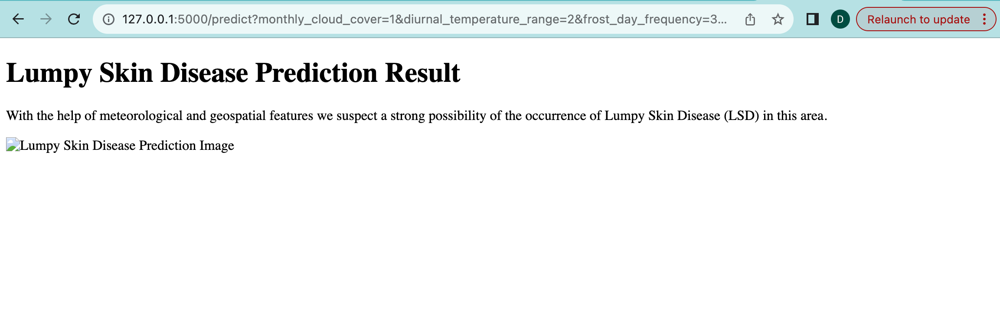 127.0.0.1:5000/predict?monthly_cloud_cover=1&diurnal_temperature_range=2&frost_day_frequency=3...
D
Relaunch to update
Lumpy Skin Disease Prediction Result
With the help of meteorological and geospatial features we suspect a strong possibility of the occurrence of Lumpy Skin Disease (LSD) in this area.
Lumpy Skin Disease Prediction Image